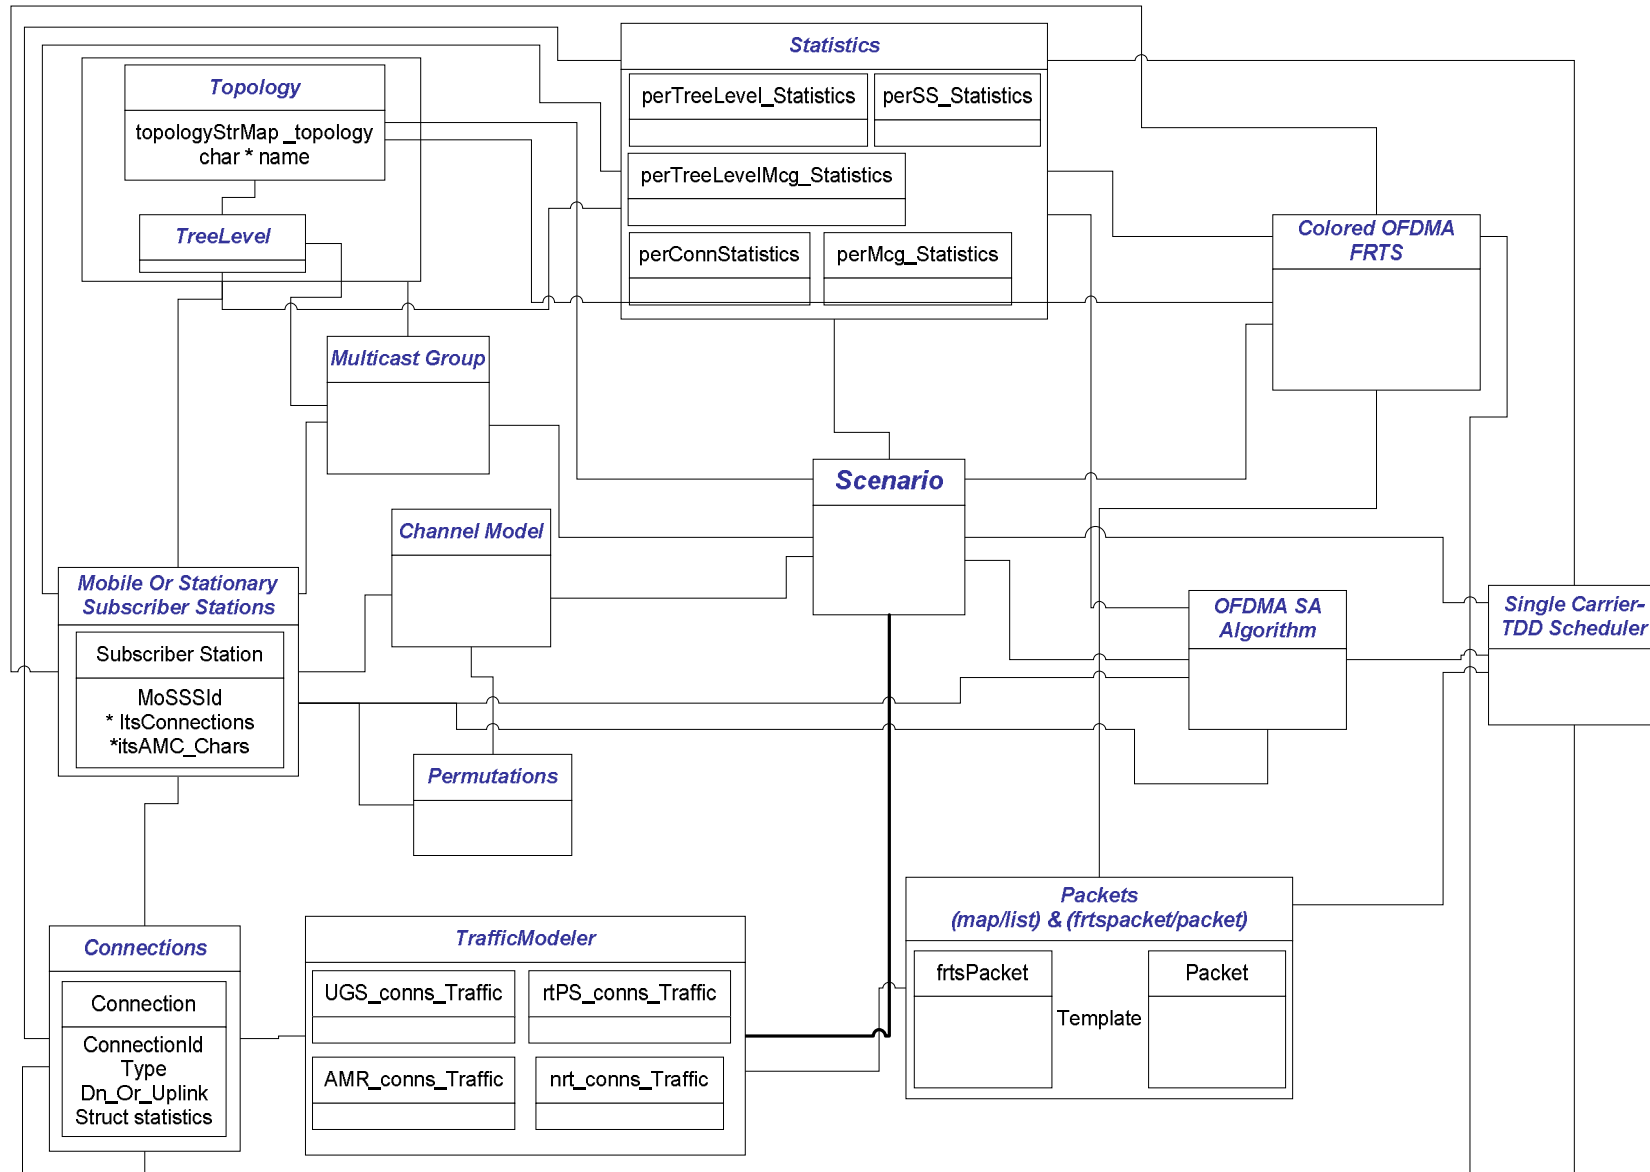 Statistics
perTreeLevel_Statistics
perSS_Statistics
perTreeLevelMcg_Statistics
perConnStatistics
perMcg_Statistics
Topology
topologyStrMap _topology
char * name
TreeLevel
Colored OFDMA
FRTS
Multicast Group
Scenario
Channel Model
Mobile Or Stationary
Subscriber Stations
Subscriber Station
MoSSSId
* ItsConnections
*itsAMC_Chars
OFDMA SA
Algorithm
Single Carrier-
TDD Scheduler
Permutations
Packets
(map/list) & (frtspacket/packet)
frtsPacket
Template
Packet
Connections
Connection
ConnectionId
Type
Dn_Or_Uplink
Struct statistics
TrafficModeler
UGS_conns_Traffic
rtPS_conns_Traffic
AMR_conns_Traffic
nrt_conns_Traffic